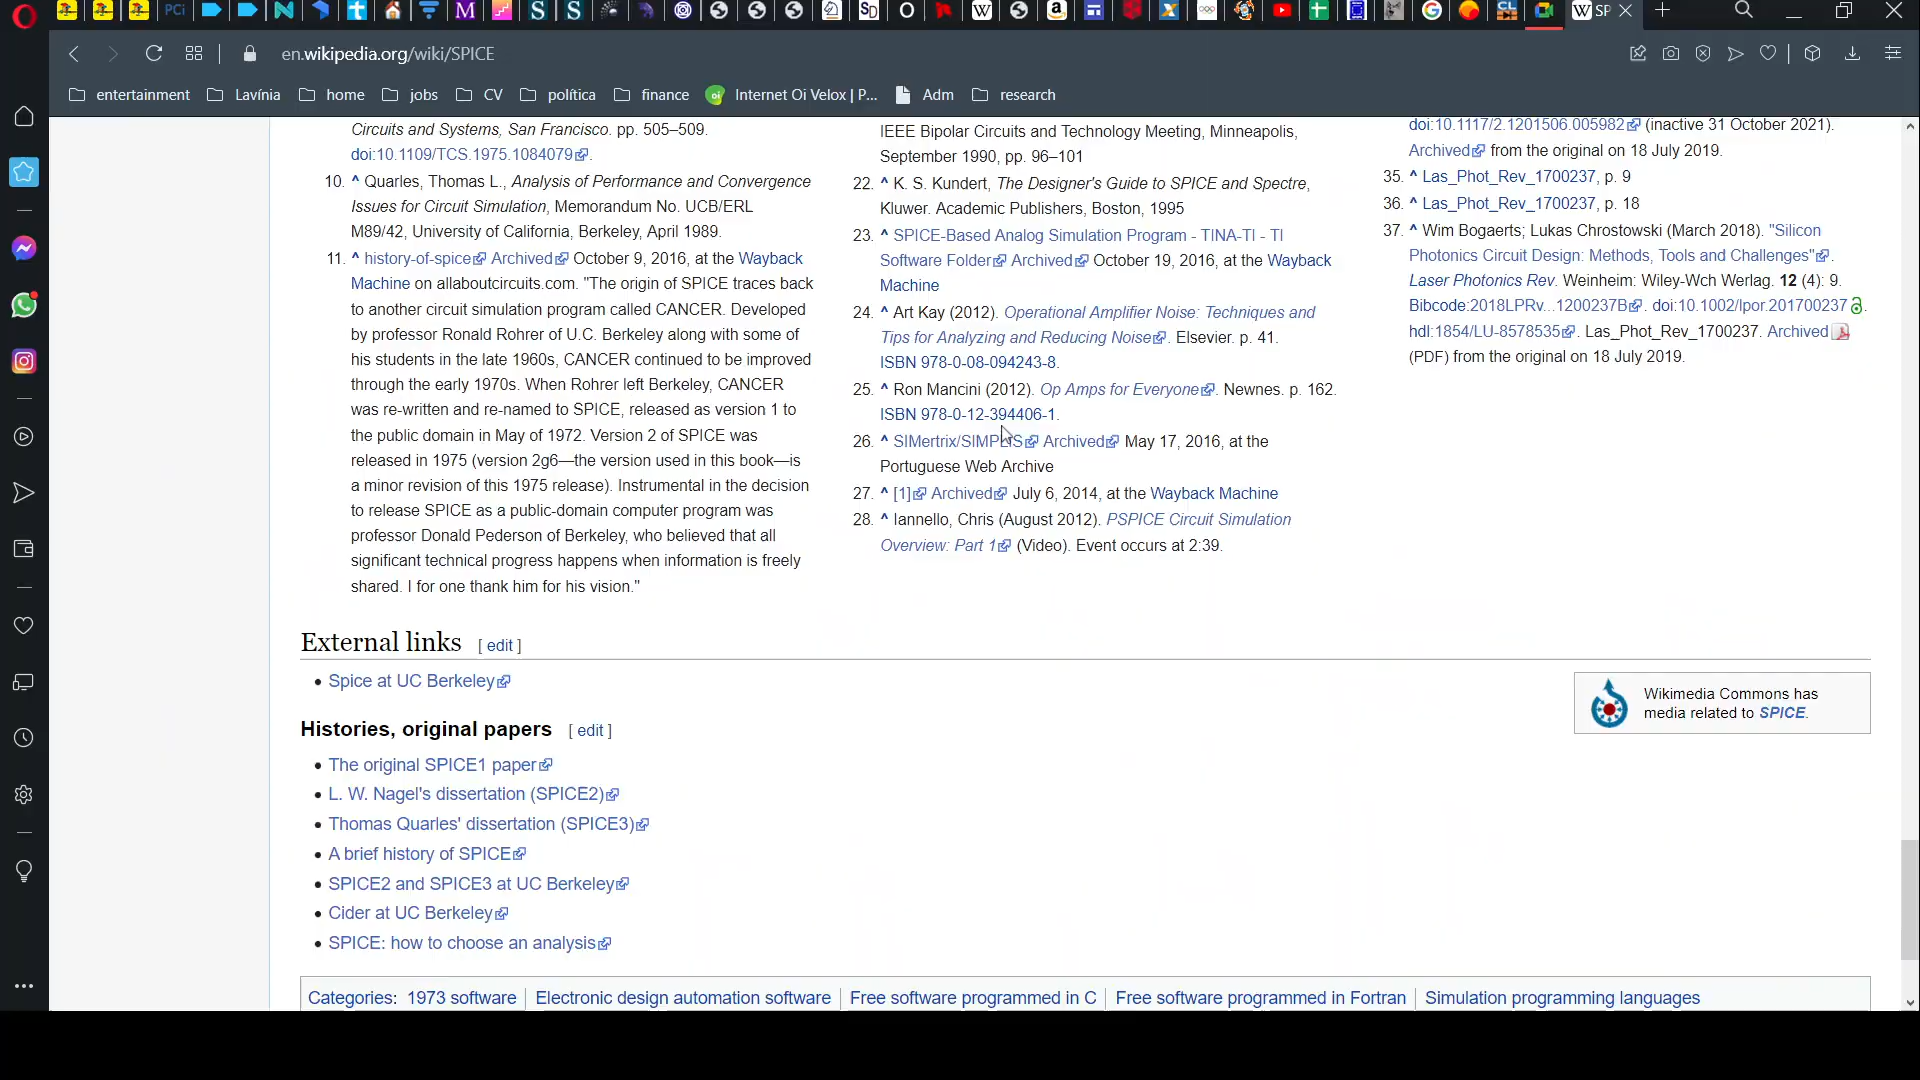 en.wikipedia.org/wiki/SPICE
entertainment Lavínia home jobs CV política finance Internet Oi Velox | P... Adm research
Circuits and Systems, San Francisco. pp. 505–509.
doi:10.1109/TCS.1975.1084079.
10. ^ Quarles, Thomas L., Analysis of Performance and Convergence
Issues for Circuit Simulation, Memorandum No. UCB/ERL
M89/42, University of California, Berkeley, April 1989.
11. ^ history-of-spice Archived October 9, 2016, at the Wayback
Machine on allaboutcircuits.com. "The origin of SPICE traces back
to another circuit simulation program called CANCER. Developed
by professor Ronald Rohrer of U.C. Berkeley along with some of
his students in the late 1960s, CANCER continued to be improved
through the early 1970s. When Rohrer left Berkeley, CANCER
was re-written and re-named to SPICE, released as version 1 to
the public domain in May of 1972. Version 2 of SPICE was
released in 1975 (version 2g6—the version used in this book—is
a minor revision of this 1975 release). Instrumental in the decision
to release SPICE as a public-domain computer program was
professor Donald Pederson of Berkeley, who believed that all
significant technical progress happens when information is freely
shared. I for one thank him for his vision."
IEEE Bipolar Circuits and Technology Meeting, Minneapolis,
September 1990, pp. 96–101
22. ^ K. S. Kundert, The Designer's Guide to SPICE and Spectre,
Kluwer. Academic Publishers, Boston, 1995
23. ^ SPICE-Based Analog Simulation Program - TINA-TI - TI
Software Folder Archived October 19, 2016, at the Wayback
Machine
24. ^ Art Kay (2012). Operational Amplifier Noise: Techniques and
Tips for Analyzing and Reducing Noise. Elsevier. p. 41.
ISBN 978-0-08-094243-8.
25. ^ Ron Mancini (2012). Op Amps for Everyone. Newnes. p. 162.
ISBN 978-0-12-394406-1.
26. ^ SIMertrix/SIMPLIS Archived May 17, 2016, at the
Portuguese Web Archive
27. ^ [1] Archived July 6, 2014, at the Wayback Machine
28. ^ Iannello, Chris (August 2012). PSPICE Circuit Simulation
Overview: Part 1 (Video). Event occurs at 2:39.
doi:10.1117/2.1201506.005982 (inactive 31 October 2021).
Archived from the original on 18 July 2019.
35. ^ Las_Phot_Rev_1700237, p. 9
36. ^ Las_Phot_Rev_1700237, p. 18
37. ^ Wim Bogaerts; Lukas Chrostowski (March 2018). "Silicon
Photonics Circuit Design: Methods, Tools and Challenges".
Laser Photonics Rev. Weinheim: Wiley-Wch Werlag. 12 (4): 9.
Bibcode:2018LPRv...1200237B. doi:10.1002/lpor.201700237.
hdl:1854/LU-8578535. Las_Phot_Rev_1700237. Archived
(PDF) from the original on 18 July 2019.
External links [ edit ]
• Spice at UC Berkeley
Wikimedia Commons has
media related to SPICE.
Histories, original papers [ edit ]
• The original SPICE1 paper
• L. W. Nagel's dissertation (SPICE2)
• Thomas Quarles' dissertation (SPICE3)
• A brief history of SPICE
• SPICE2 and SPICE3 at UC Berkeley
• Cider at UC Berkeley
• SPICE: how to choose an analysis
Categories: 1973 software | Electronic design automation software | Free software programmed in C | Free software programmed in Fortran | Simulation programming languages